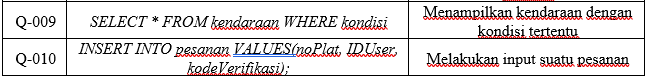 Q-009 SELECT * FROM kendaraan WHERE kondisi Menampilkan kendaraan dengan
kondisi tertentu
Q-010 INSERT INTO pesanan VALUES(noPlat, IDUser, Melakukan input suatu pesanan
kodeVerifikasi);